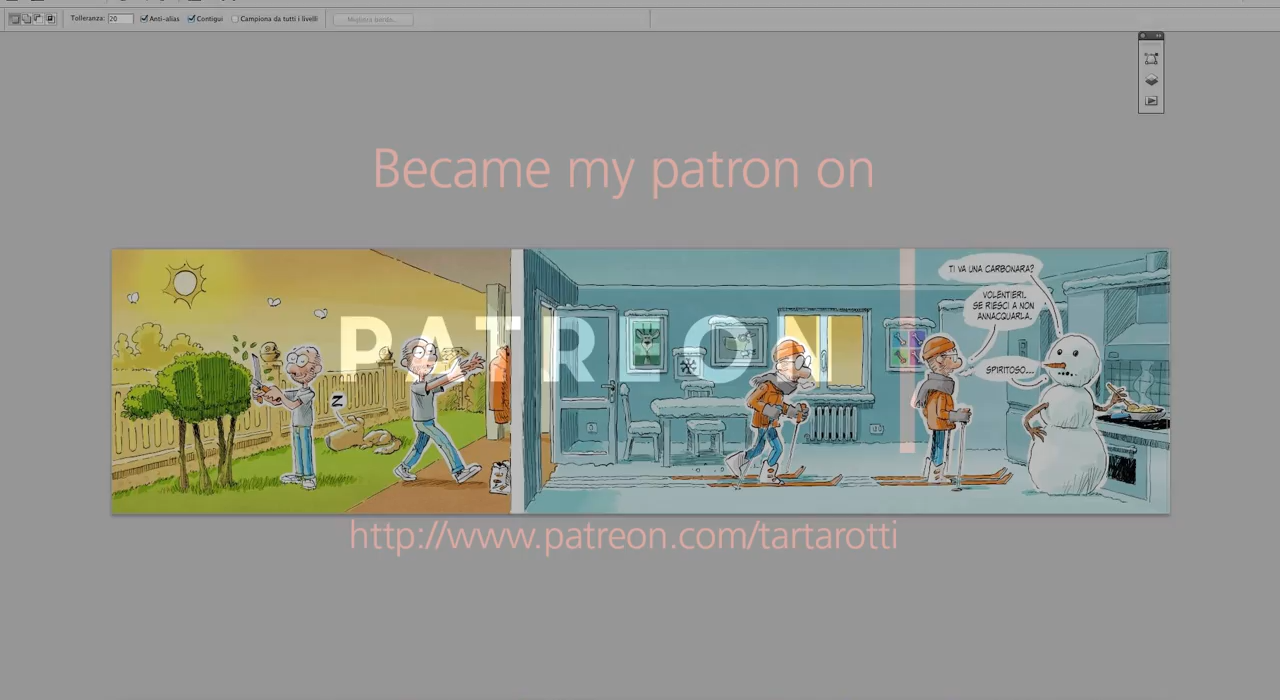 Tolleranza: 20 Anti-alias Contigui Campiona da tutti i livelli Migliora bordo...
Became my patron on
TI VA UNA CARBONARA?
VOLENTIERI.
SE RIESCI A NON
ANNACQUARLA.
SPIRITOSO...
Z
PATREON
http://www.patreon.com/tartarotti